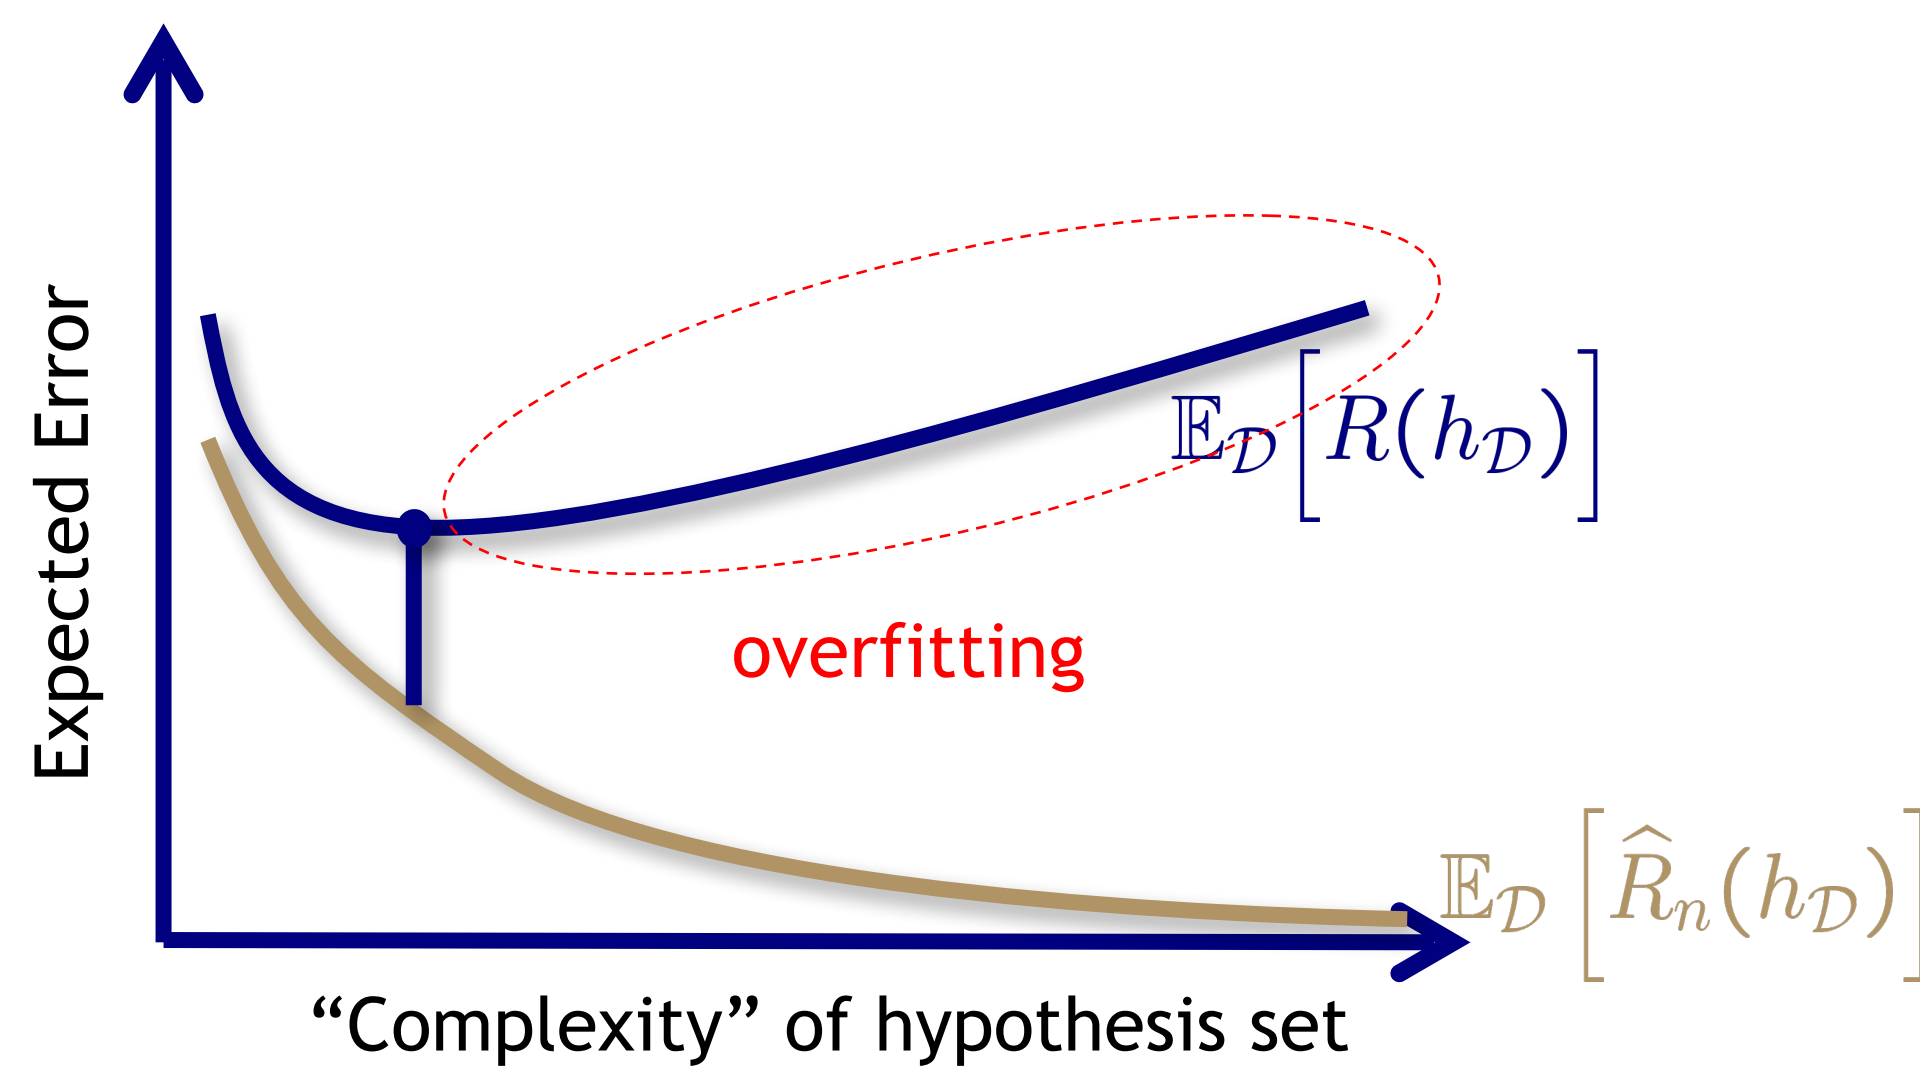 Expected Error
𝔼_𝒟[R(h_𝒟)]
overfitting
𝔼_𝒟[R̂_n(h_𝒟)]
“Complexity” of hypothesis set